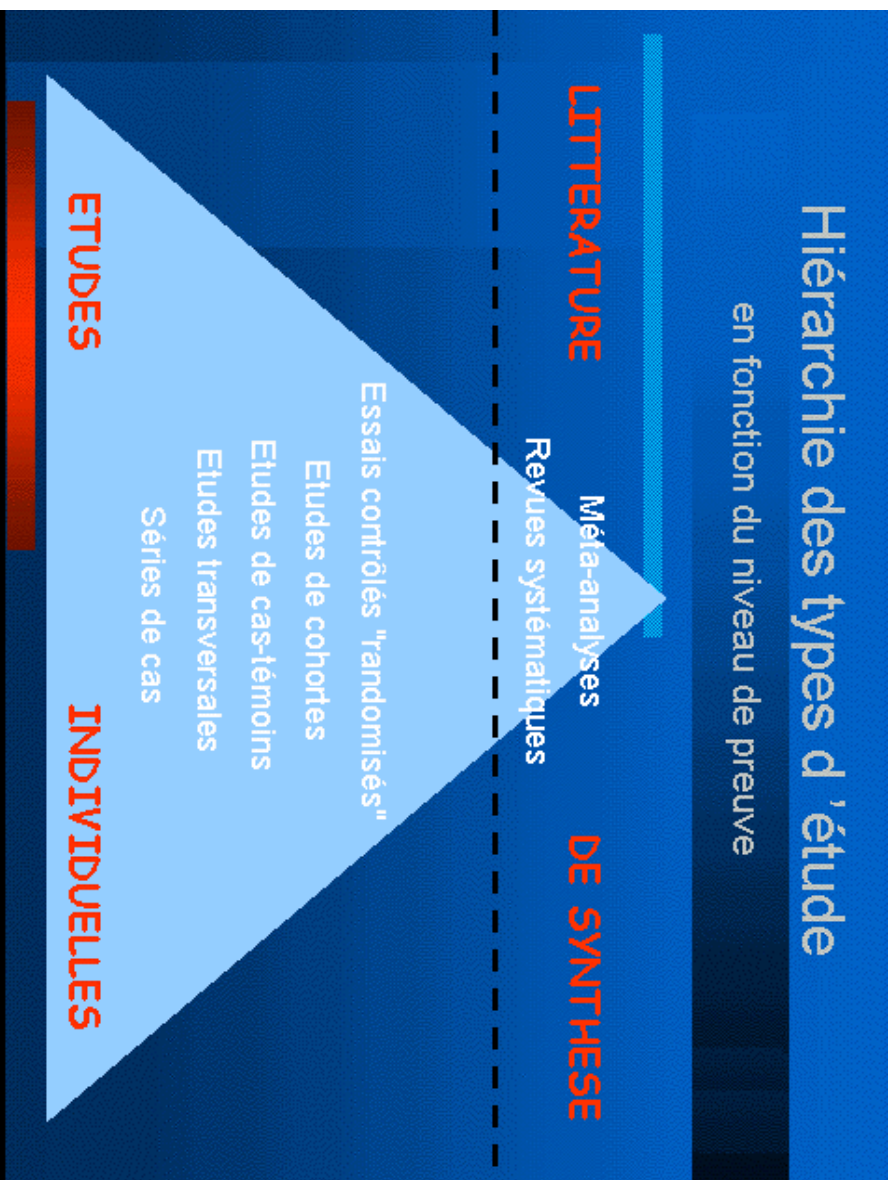 Hiérarchie des types d 'étude
en fonction du niveau de preuve
LITTERATURE DE SYNTHESE
Méta-analyses
Revues systématiques
Essais contrôlés "randomisés"
Etudes de cohortes
Etudes de cas-témoins
Etudes transversales
Séries de cas
ETUDES INDIVIDUELLES